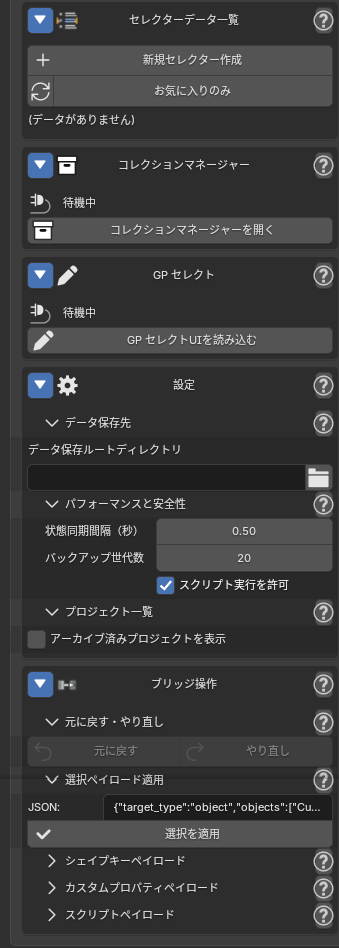 セレクターデータ一覧
新規セレクター作成
お気に入りのみ
(データがありません)
コレクションマネージャー
待機中
コレクションマネージャーを開く
GP セレクト
待機中
GP セレクトUIを読み込む
設定
データ保存先
データ保存ルートディレクトリ
パフォーマンスと安全性
状態同期間隔（秒） 0.50
バックアップ世代数 20
スクリプト実行を許可
プロジェクト一覧
アーカイブ済みプロジェクトを表示
ブリッジ操作
元に戻す・やり直し
元に戻す やり直し
選択ペイロード適用
JSON: {"target_type":"object","objects":["Cu...
選択を適用
シェイプキーペイロード
カスタムプロパティペイロード
スクリプトペイロード